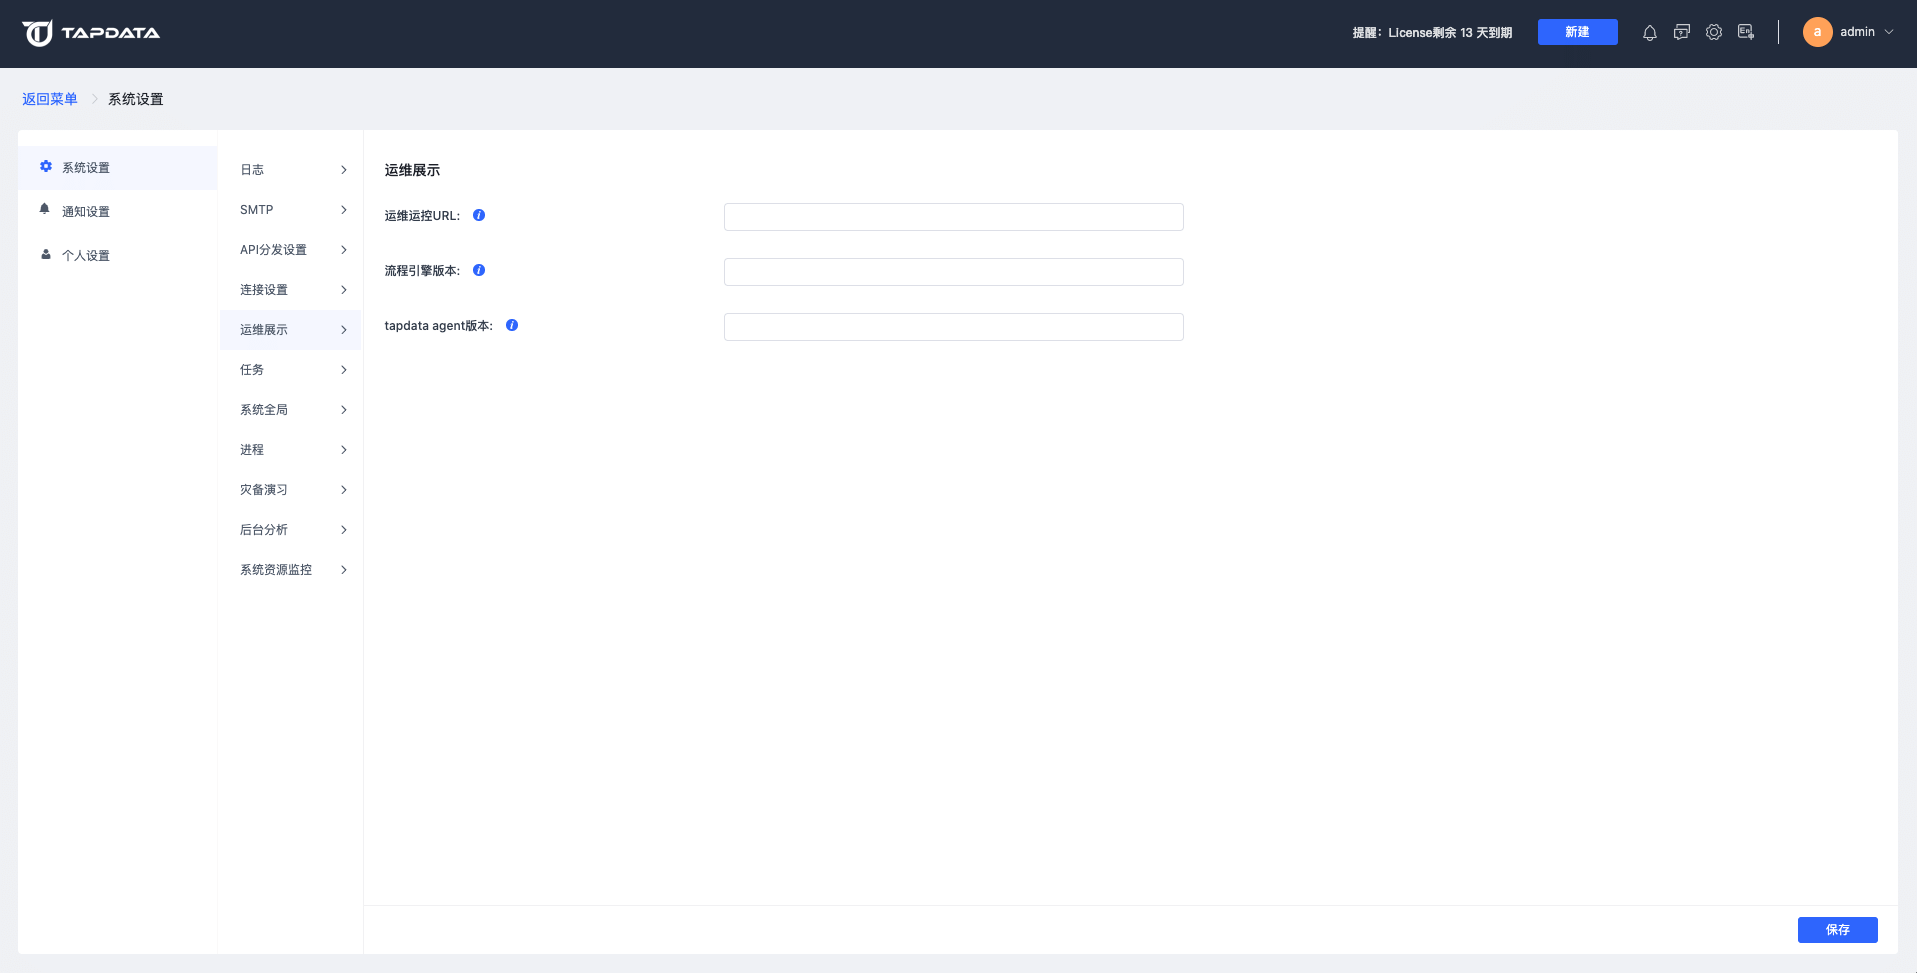 TAPDATA
提醒：License剩余 13 天到期
新建
a
admin
返回菜单
系统设置
系统设置
通知设置
个人设置
日志
SMTP
API分发设置
连接设置
运维展示
任务
系统全局
进程
灾备演习
后台分析
系统资源监控
运维展示
运维运控URL:
流程引擎版本:
tapdata agent版本:
保存